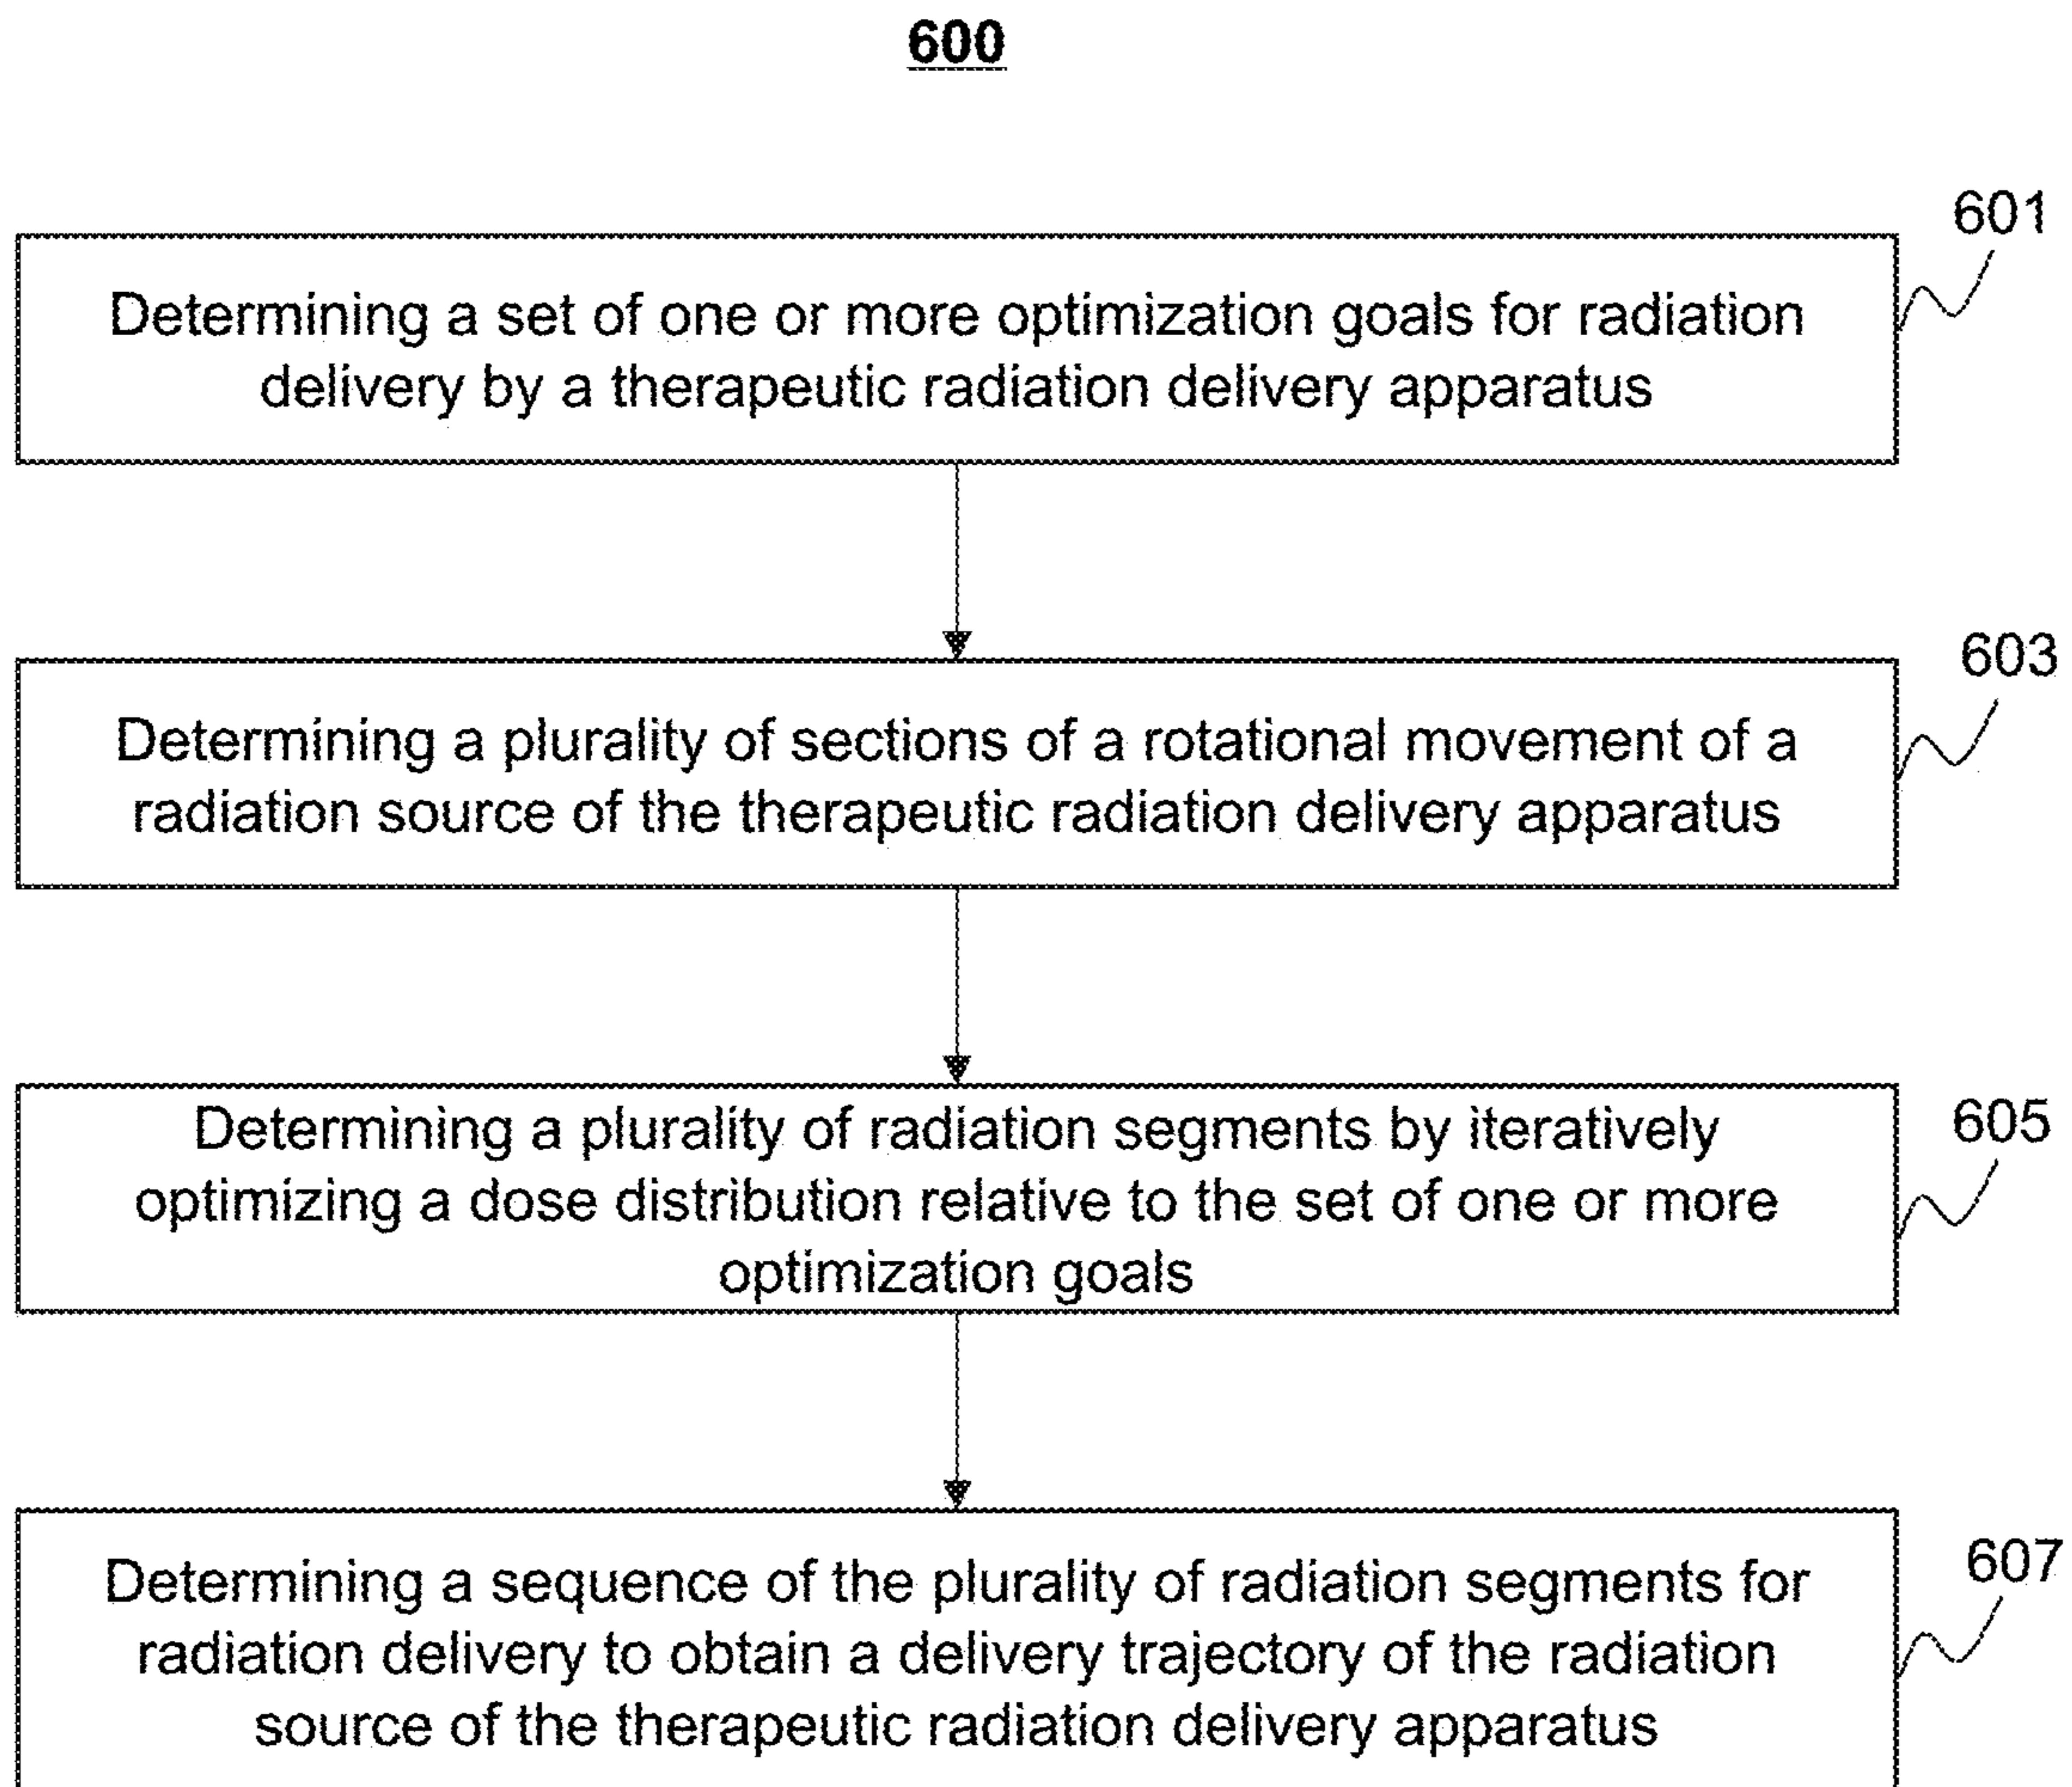 600
601
Determining a set of one or more optimization goals for radiation
delivery by a therapeutic radiation delivery apparatus
603
Determining a plurality of sections of a rotational movement of a
radiation source of the therapeutic radiation delivery apparatus
605
Determining a plurality of radiation segments by iteratively
optimizing a dose distribution relative to the set of one or more
optimization goals
607
Determining a sequence of the plurality of radiation segments for
radiation delivery to obtain a delivery trajectory of the radiation
source of the therapeutic radiation delivery apparatus